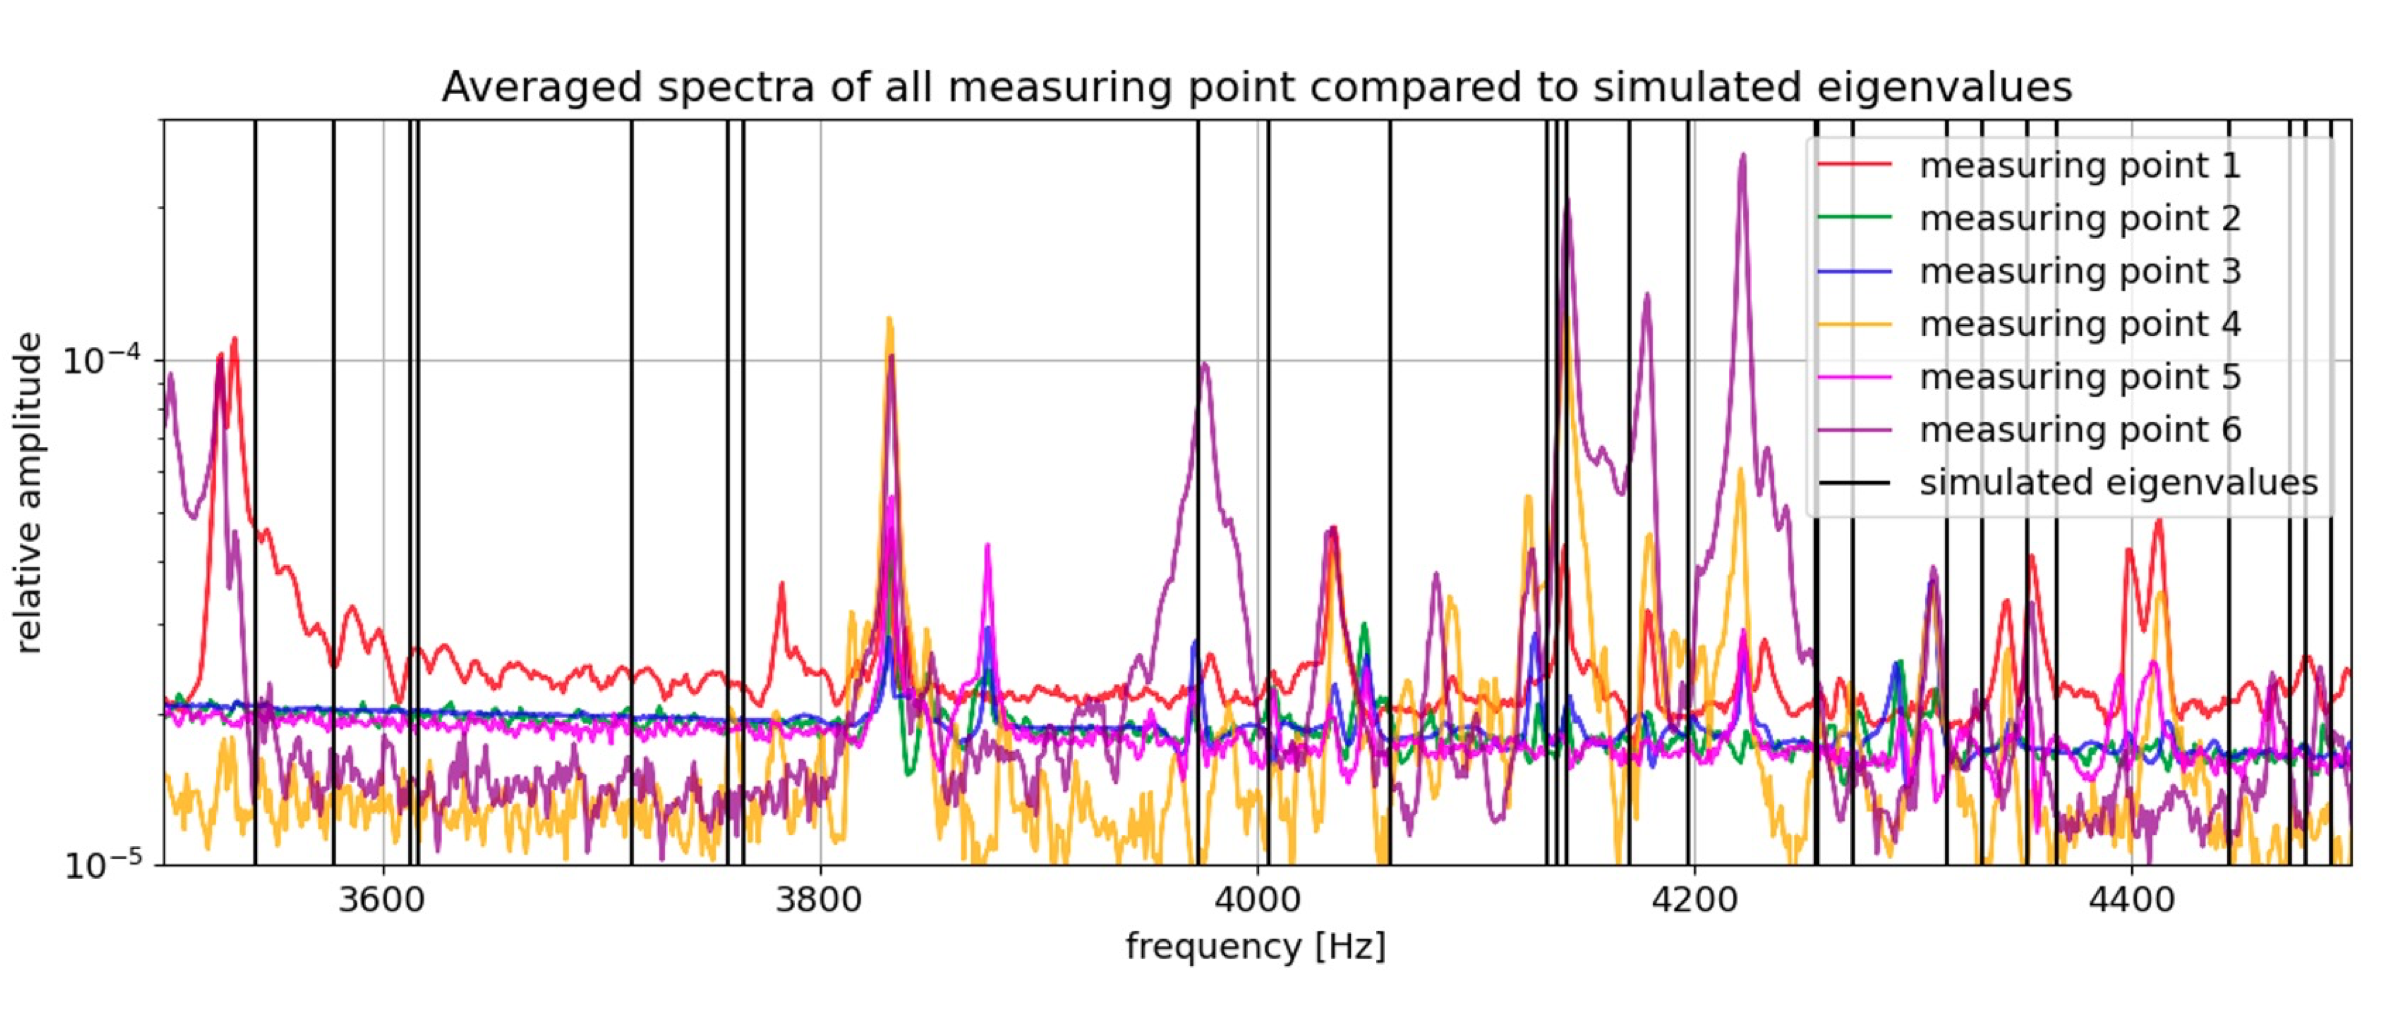 Averaged spectra of all measuring point compared to simulated eigenvalues
relative amplitude
10⁻⁴
10⁻⁵
measuring point 1
measuring point 2
measuring point 3
measuring point 4
measuring point 5
measuring point 6
simulated eigenvalues
3600
3800
4000
4200
4400
frequency [Hz]